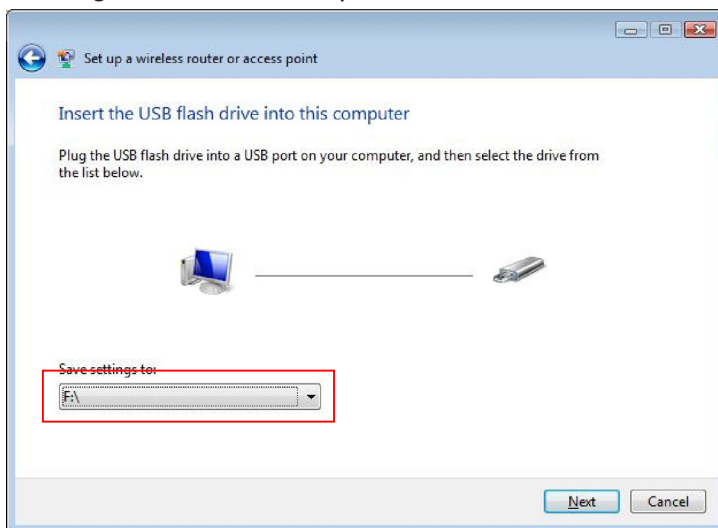 Set up a wireless router or access point
Insert the USB flash drive into this computer
Plug the USB flash drive into a USB port on your computer, and then select the drive from
the list below.
Save settings to:
F:\
Next Cancel